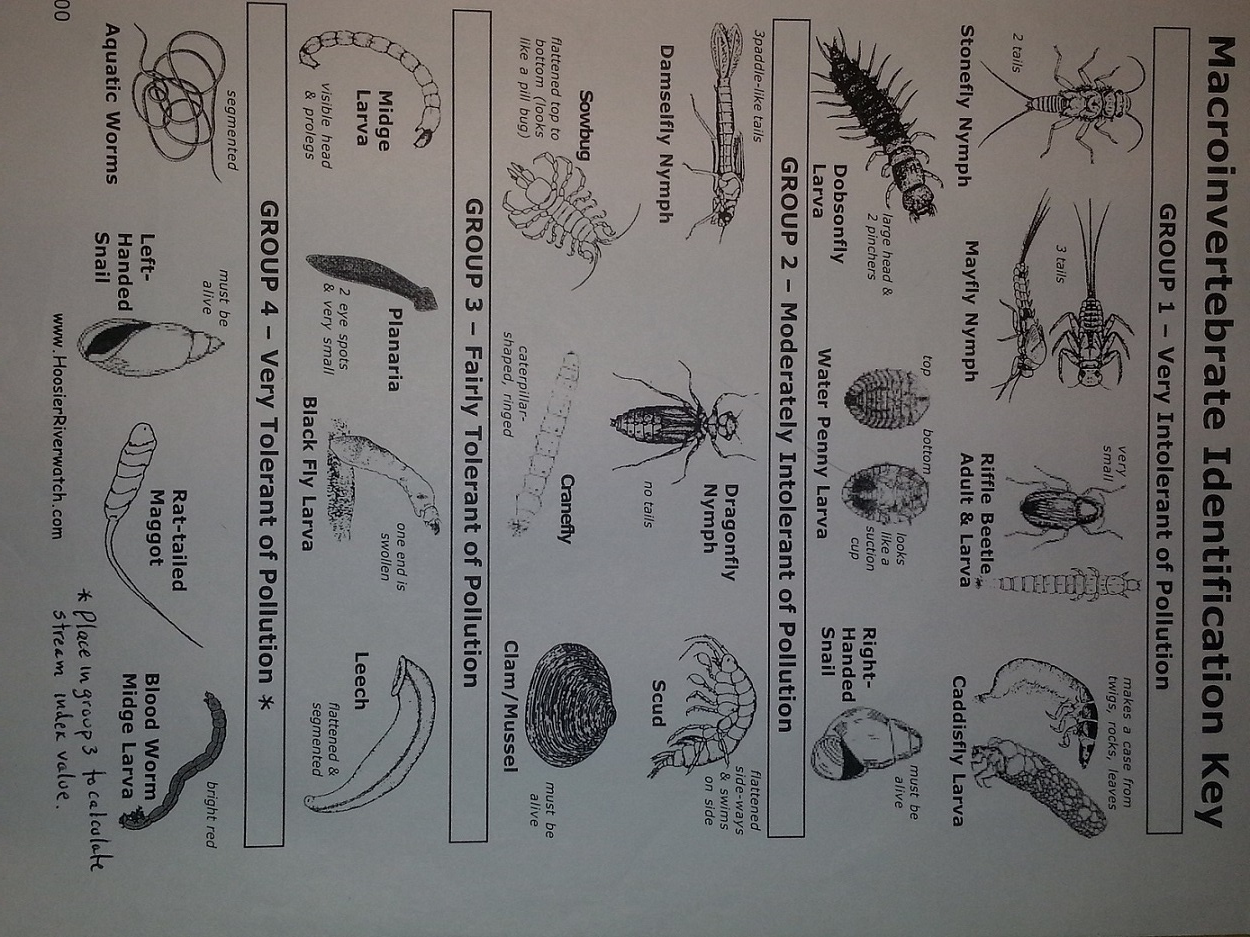 Macroinvertebrate Identification Key
GROUP 1 – Very Intolerant of Pollution
2 tails
Stonefly Nymph
3 tails
Mayfly Nymph
very
small
Riffle Beetle
Adult & Larva
makes a case from
twigs, rocks, leaves
Caddisfly Larva
large head &
2 pinchers
Dobsonfly
Larva
top
bottom
looks
like a
suction
cup
Water Penny Larva
Right-
Handed
Snail
must be
alive
GROUP 2 – Moderately Intolerant of Pollution
3paddle-like tails
Damselfly Nymph
Dragonfly
Nymph
no tails
flattened
side-ways
& swims
on side
Scud
Sowbug
flattened top to
bottom (looks
like a pill bug)
Cranefly
caterpillar-
shaped, ringed
Clam/Mussel
must be
alive
GROUP 3 – Fairly Tolerant of Pollution
Midge
Larva
visible head
& prolegs
Planaria
2 eye spots
& very small
Black Fly Larva
one end is
swollen
Leech
flattened &
segmented
GROUP 4 – Very Tolerant of Pollution *
segmented
Aquatic Worms
must be
alive
Left-
Handed
Snail
Rat-tailed
Maggot
Blood Worm
Midge Larva
bright red
www.HoosierRiverwatch.com
* Place in group 3 to calculate
stream index value.
00